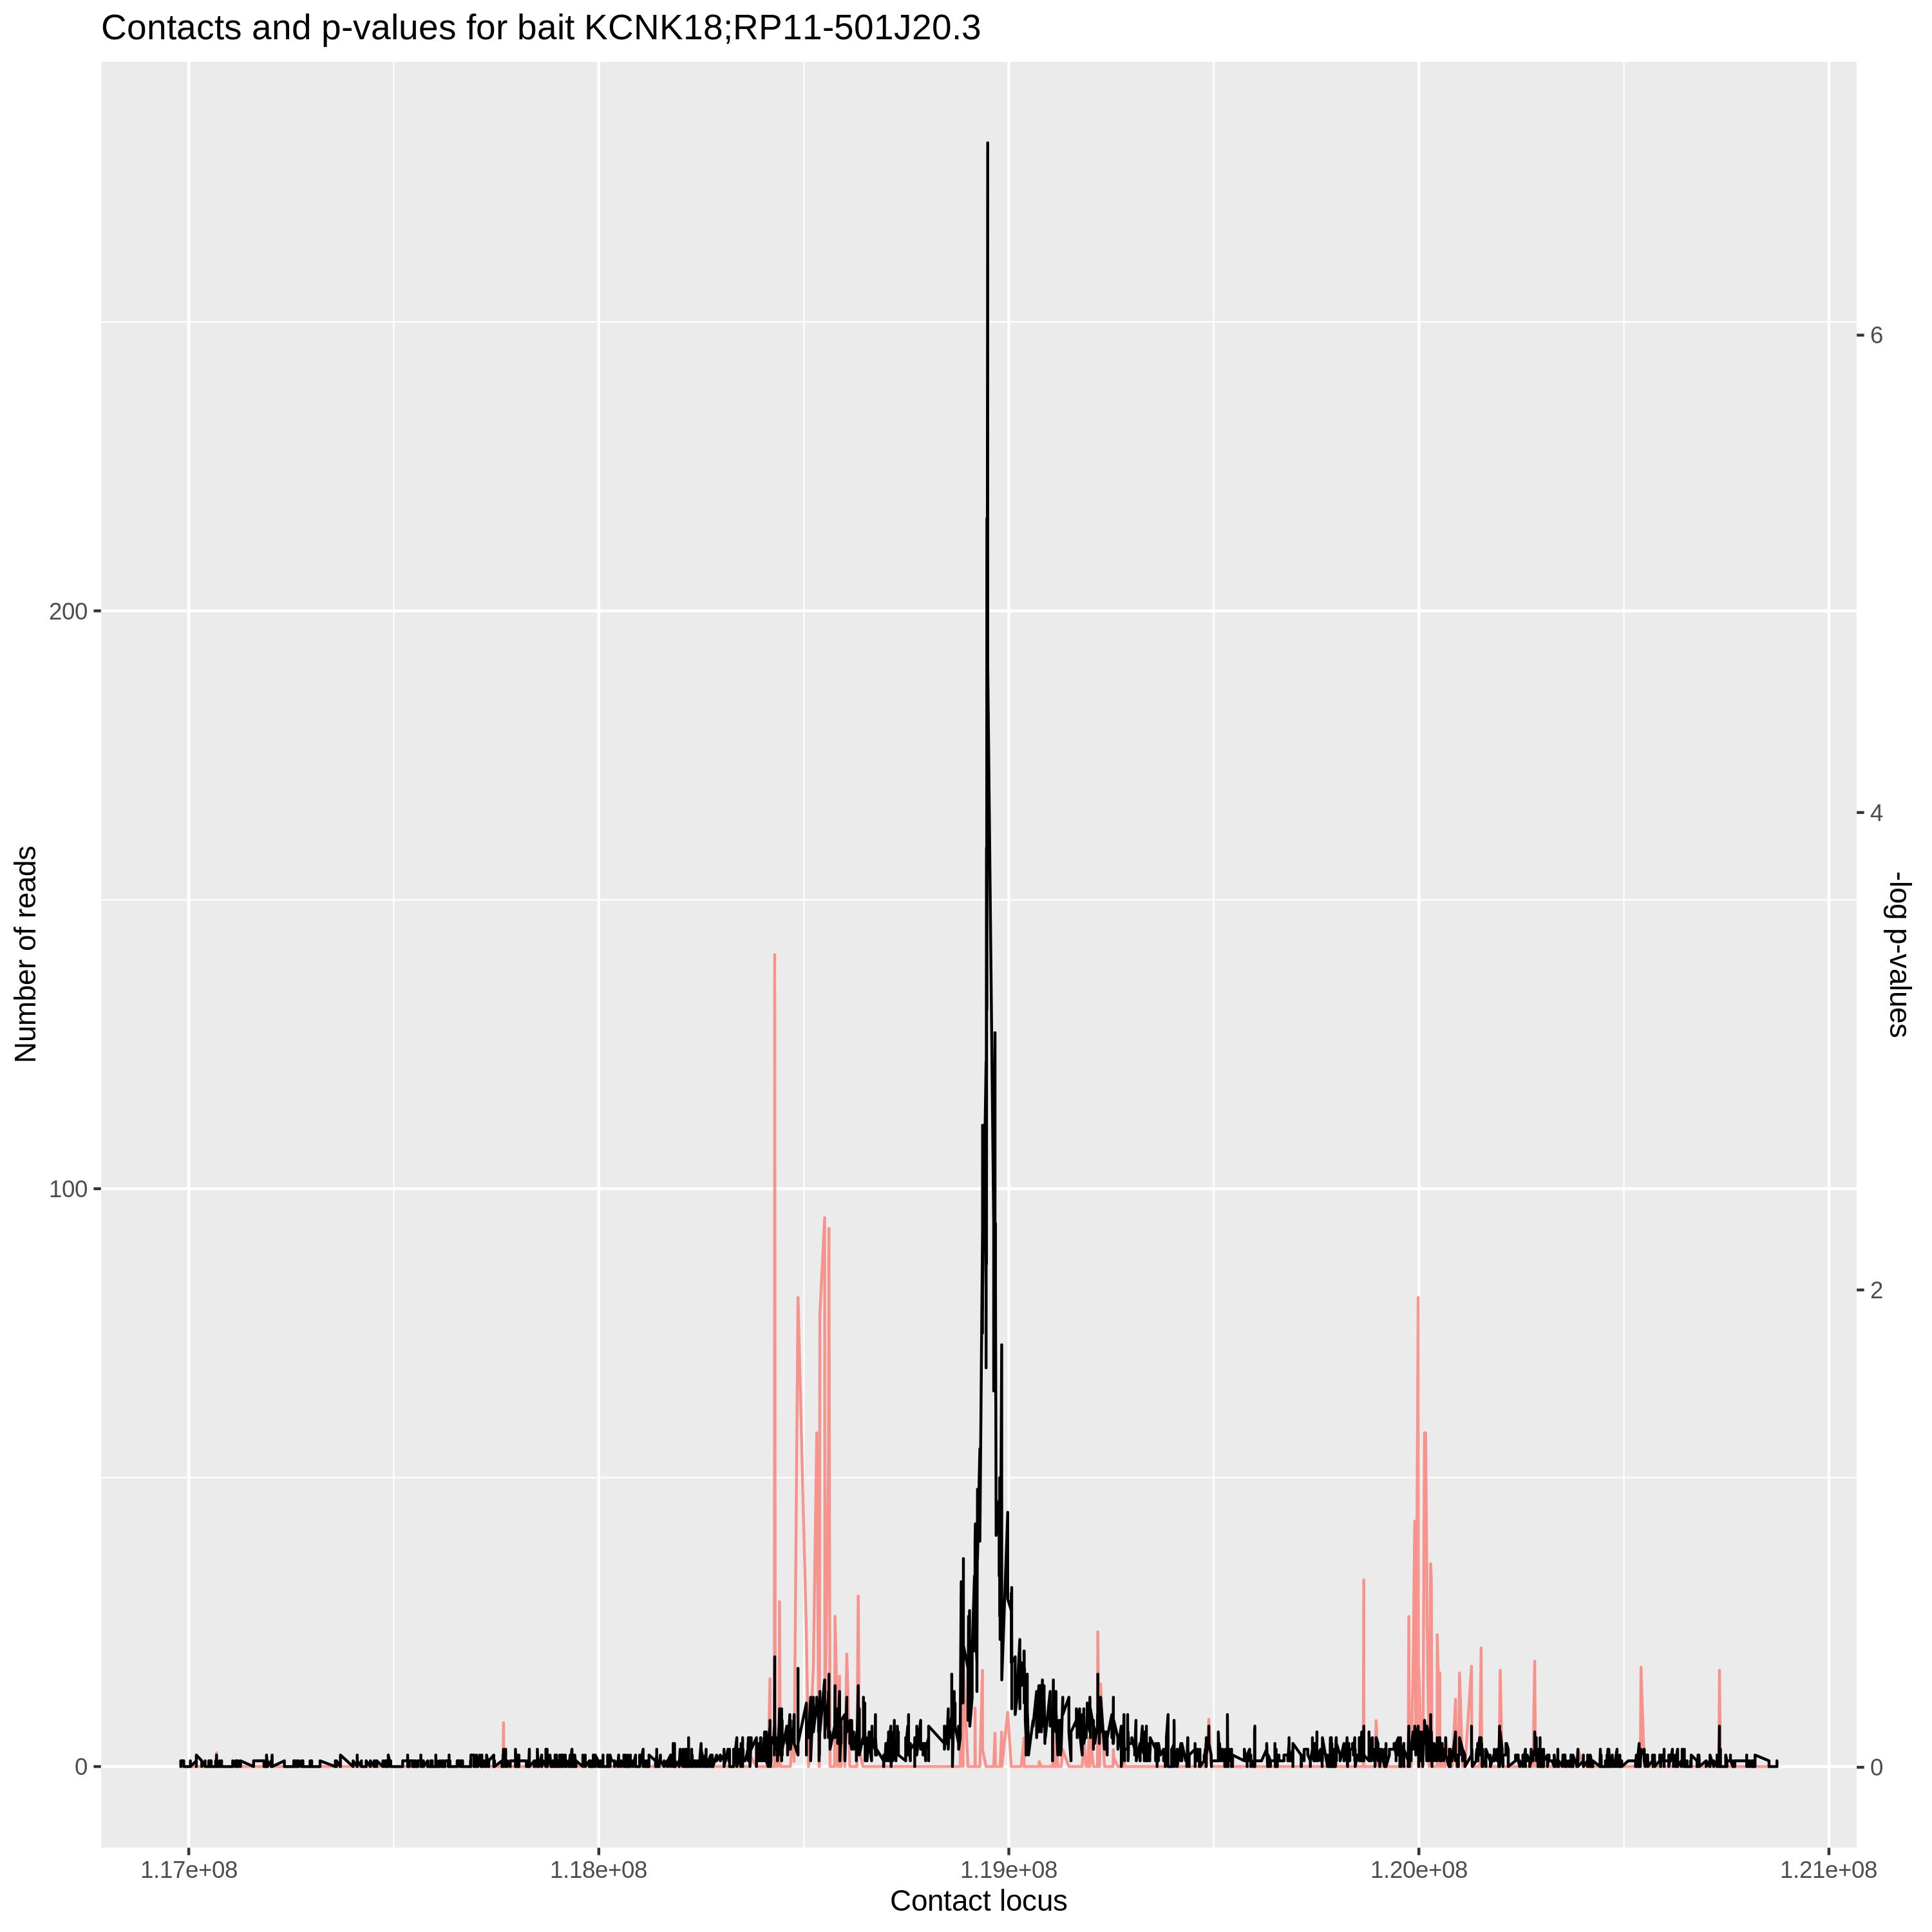 Contacts and p-values for bait KCNK18;RP11-501J20.3
Number of reads
200
100
0
6
4
2
0
-log p-values
1.17e+08
1.18e+08
1.19e+08
1.20e+08
1.21e+08
Contact locus